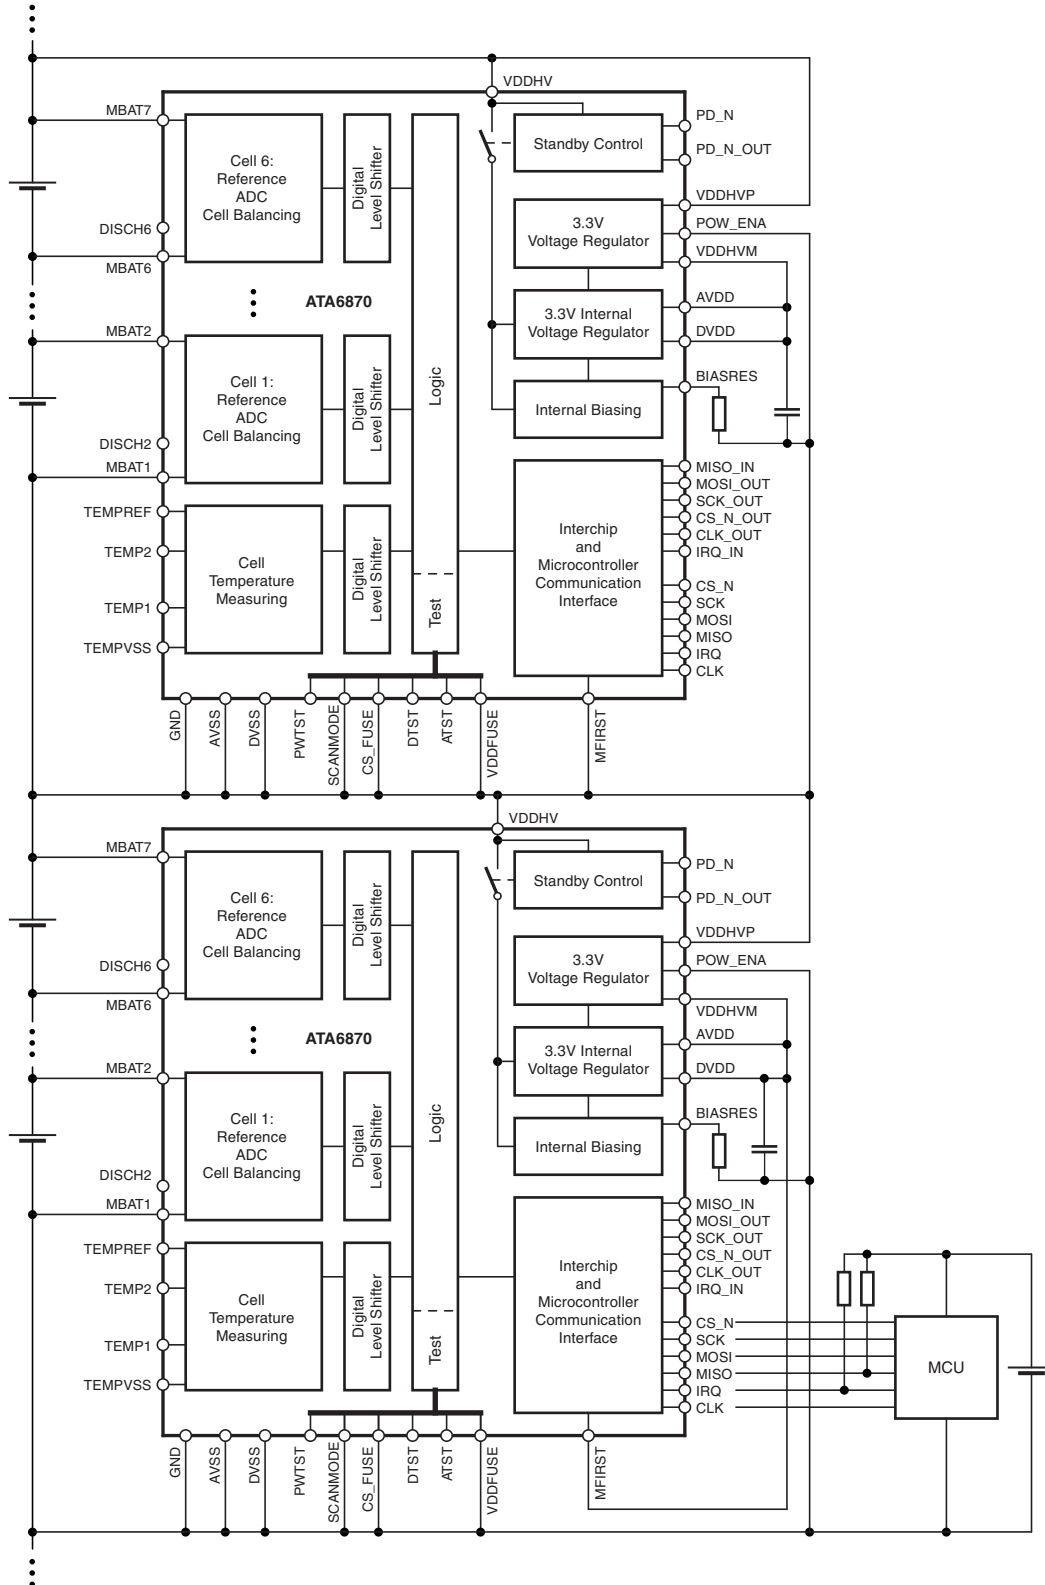 VDDHV
MBAT7
PD_N
Cell 6:
Reference
ADC
Cell Balancing
Digital
Level Shifter
Standby Control
PD_N_OUT
VDDHVP
DISCH6
3.3V
Voltage Regulator
POW_ENA
MBAT6
VDDHVM
ATA6870
AVDD
3.3V Internal
Voltage Regulator
MBAT2
DVDD
Cell 1:
Reference
ADC
Cell Balancing
Digital
Level Shifter
Logic
BIASRES
Internal Biasing
DISCH2
MBAT1
MISO_IN
MOSI_OUT
SCK_OUT
CS_N_OUT
CLK_OUT
IRQ_IN
TEMPREF
TEMP2
Cell
Temperature
Measuring
Digital
Level Shifter
Interchip
and
Microcontroller
Communication
Interface
CS_N
SCK
MOSI
MISO
IRQ
CLK
TEMP1
Test
TEMPVSS
GND
AVSS
DVSS
PWTST
SCANMODE
CS_FUSE
DTST
ATST
VDDFUSE
MFIRST
VDDHV
MBAT7
PD_N
Cell 6:
Reference
ADC
Cell Balancing
Digital
Level Shifter
Standby Control
PD_N_OUT
VDDHVP
DISCH6
3.3V
Voltage Regulator
POW_ENA
MBAT6
VDDHVM
ATA6870
AVDD
3.3V Internal
Voltage Regulator
MBAT2
DVDD
Cell 1:
Reference
ADC
Cell Balancing
Digital
Level Shifter
Logic
BIASRES
Internal Biasing
DISCH2
MBAT1
MISO_IN
MOSI_OUT
SCK_OUT
CS_N_OUT
CLK_OUT
IRQ_IN
TEMPREF
TEMP2
Cell
Temperature
Measuring
Digital
Level Shifter
Interchip
and
Microcontroller
Communication
Interface
CS_N
SCK
MOSI
MISO
IRQ
CLK
MCU
TEMP1
Test
TEMPVSS
GND
AVSS
DVSS
PWTST
SCANMODE
CS_FUSE
DTST
ATST
VDDFUSE
MFIRST